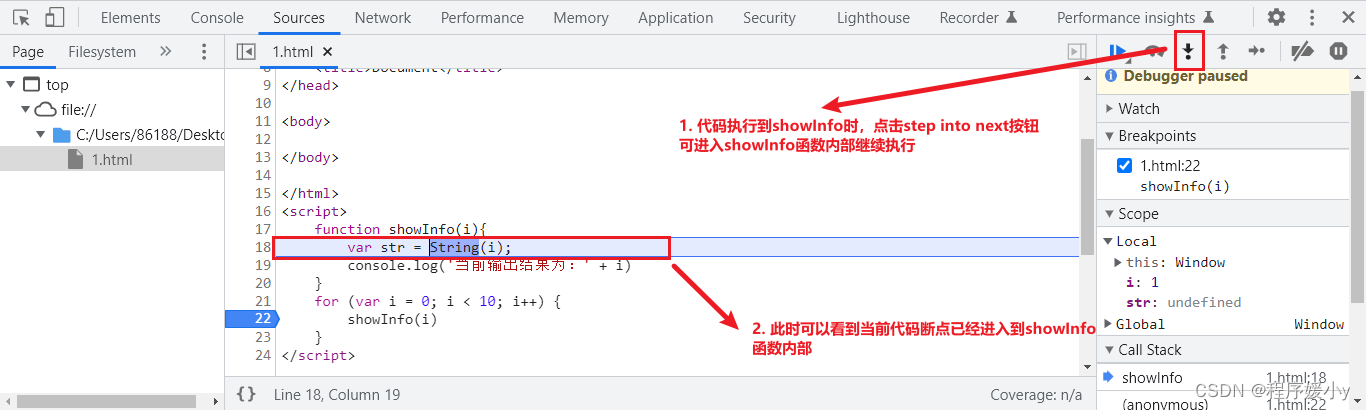 Elements Console Sources Network Performance Memory Application Security Lighthouse Recorder Performance insights
Page Filesystem 1.html
top
file://
C:/Users/86188/Deskto
1.html
8 <title>Document</title>
9 </head>
10
11 <body>
12
13 </body>
14
15 </html>
16 <script>
17 function showInfo(i){
18 var str = String(i);
19 console.log('当前输出结果为：' + i)
20 }
21 for (var i = 0; i < 10; i++) {
22 showInfo(i)
23 }
24 </script>
1. 代码执行到showInfo时，点击step into next按钮
可进入showInfo函数内部继续执行
2. 此时可以看到当前代码断点已经进入到showInfo
函数内部
{} Line 18, Column 19 Coverage: n/a
Debugger paused
Watch
Breakpoints
1.html:22
showInfo(i)
Scope
Local
this: Window
i: 1
str: undefined
Global Window
Call Stack
showInfo 1.html:18
(anonymous) 1.html:22
CSDN @程序媛小y